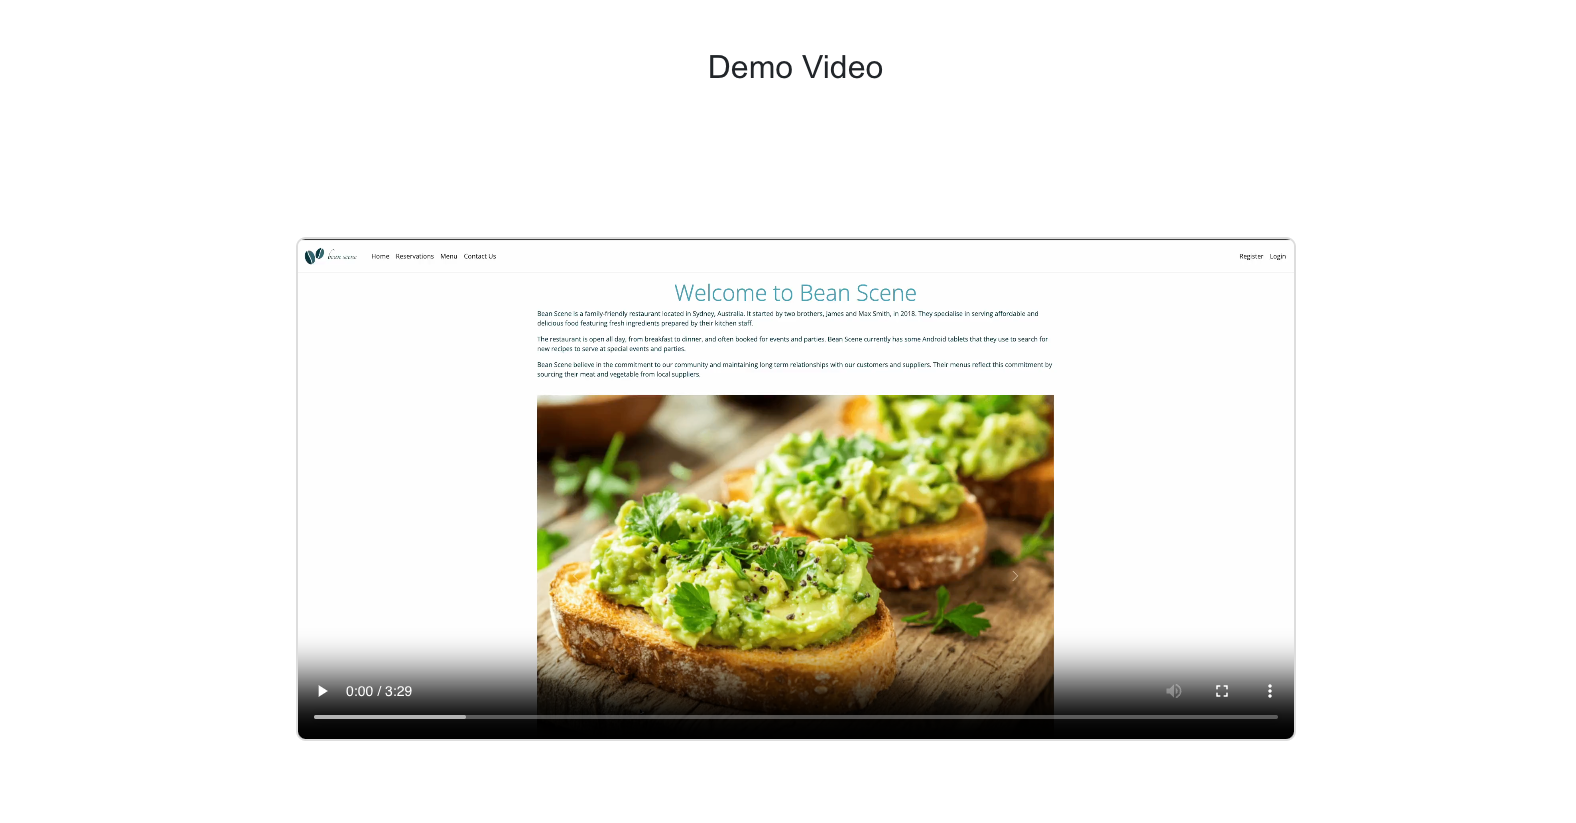 Demo Video
bean scene
Home Reservations Menu Contact Us
Register Login
Welcome to Bean Scene
Bean Scene is a family-friendly restaurant located in Sydney, Australia. It started by two brothers, James and Max Smith, in 2018. They specialise in serving affordable and
delicious food featuring fresh ingredients prepared by their kitchen staff.
The restaurant is open all day, from breakfast to dinner, and often booked for events and parties. Bean Scene currently has some Android tablets that they use to search for
new recipes to serve at special events and parties.
Bean Scene believe in the commitment to our community and maintaining long term relationships with our customers and suppliers. Their menus reflect this commitment by
sourcing their meat and vegetable from local suppliers.
0:00 / 3:29